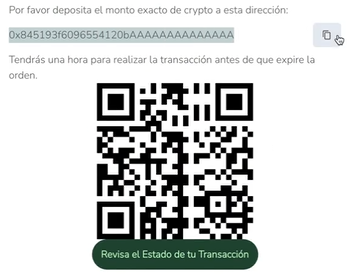 Por favor deposita el monto exacto de crypto a esta dirección:
0x845193f6096554120bAAAAAAAAAAAAAA
Tendrás una hora para realizar la transacción antes de que expire la
orden.
Revisa el Estado de tu Transacción